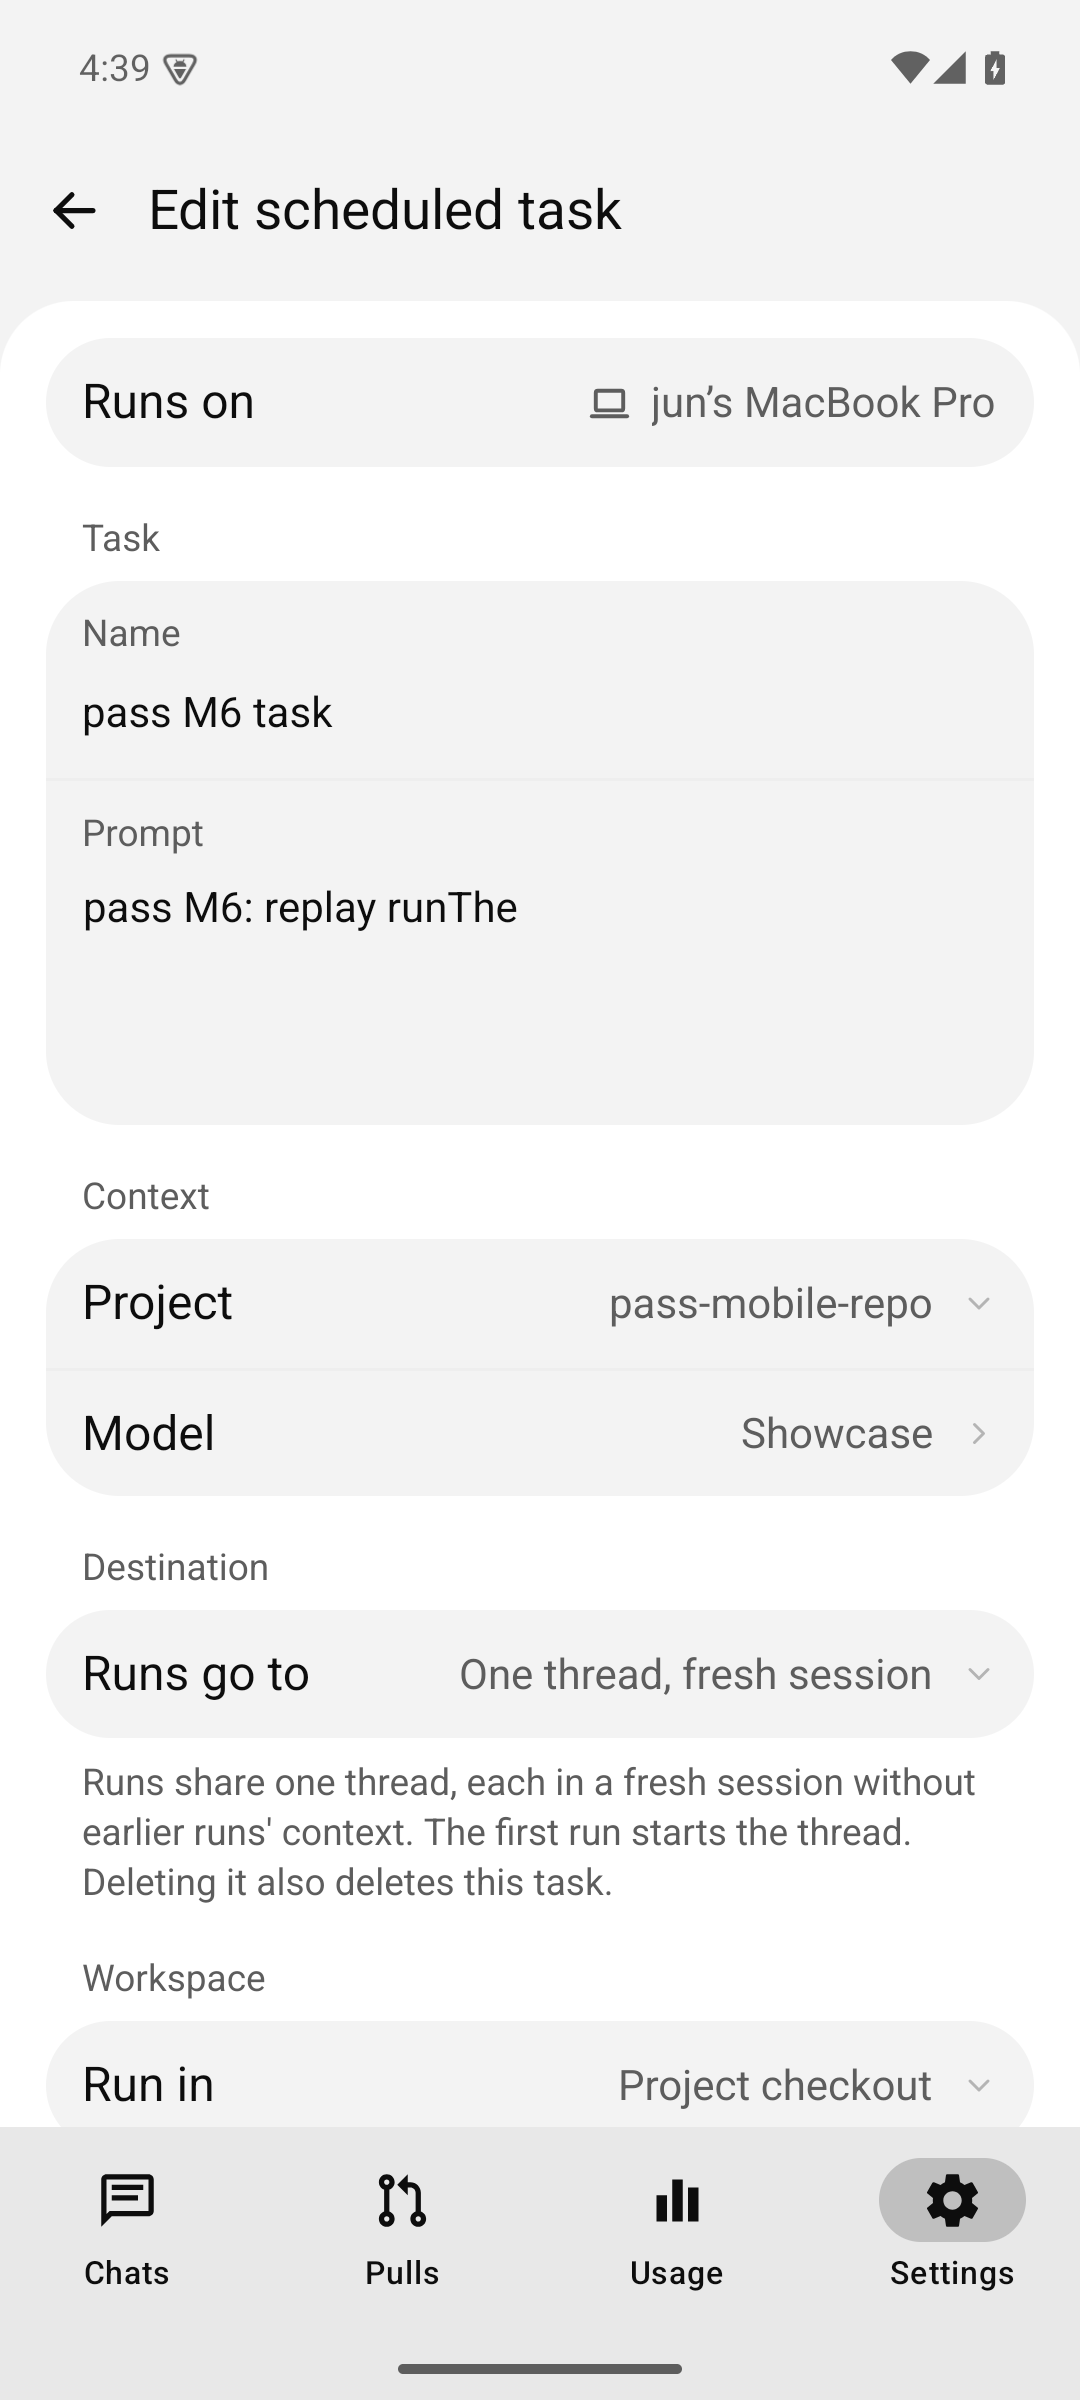 4:39
Edit scheduled task
Runs on jun’s MacBook Pro
Task
Name
pass M6 task
Prompt
pass M6: replay runThe
Context
Project pass-mobile-repo
Model Showcase
Destination
Runs go to One thread, fresh session
Runs share one thread, each in a fresh session without
earlier runs' context. The first run starts the thread.
Deleting it also deletes this task.
Workspace
Run in Project checkout
Chats Pulls Usage Settings